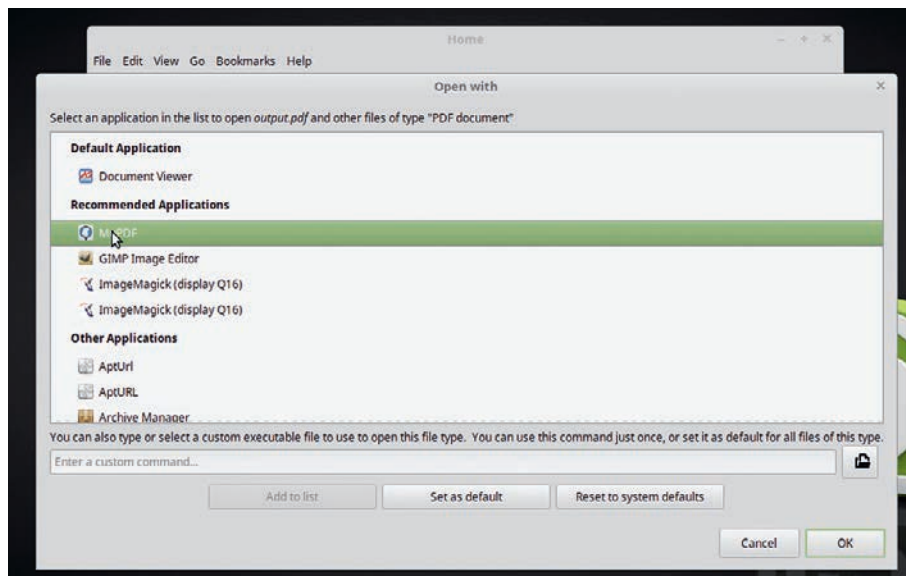 Home
File Edit View Go Bookmarks Help
Open with
Select an application in the list to open output.pdf and other files of type "PDF document"
Default Application
Document Viewer
Recommended Applications
GIMP Image Editor
ImageMagick (display Q16)
ImageMagick (display Q16)
Other Applications
AptUrl
AptURL
Archive Manager
You can also type or select a custom executable file to use to open this file type. You can use this command just once, or set it as default for all files of this type.
Enter a custom command...
Add to list Set as default Reset to system defaults
Cancel OK